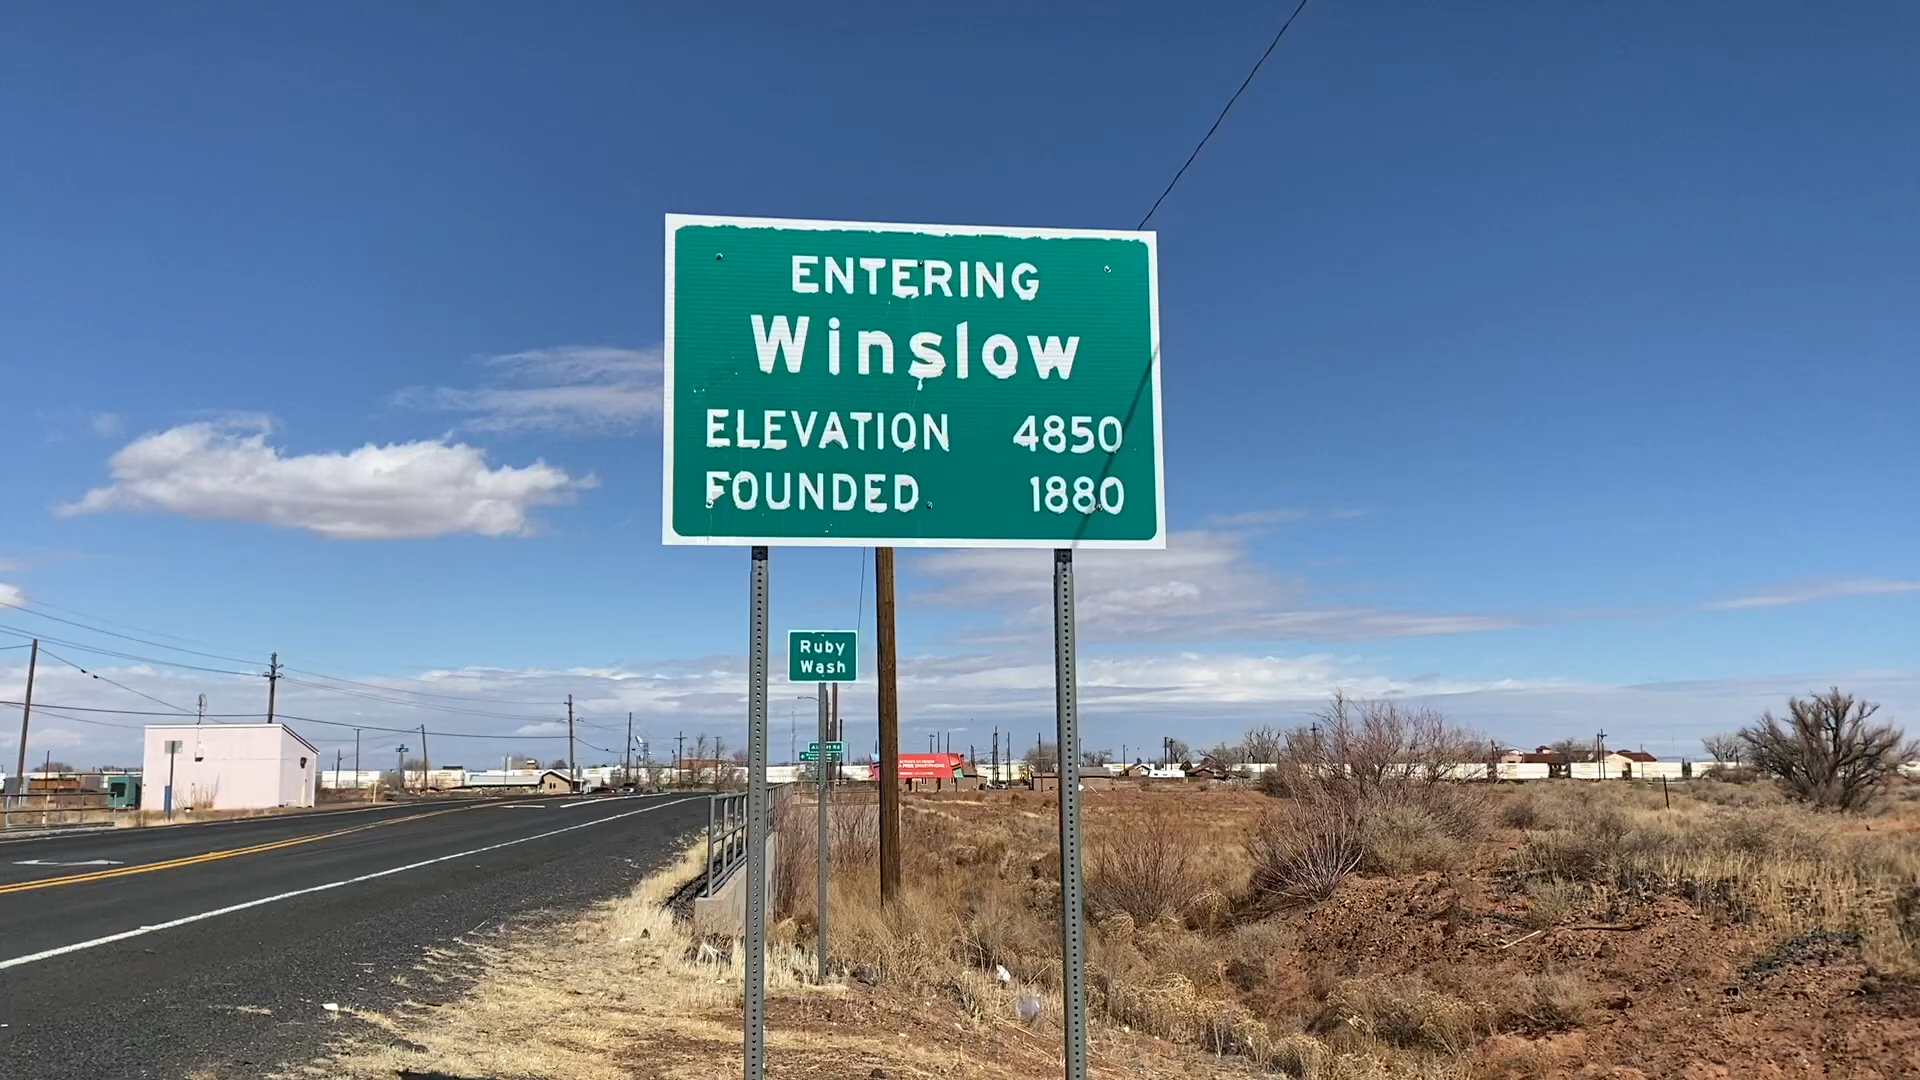 ENTERING
Winslow
ELEVATION 4850
FOUNDED 1880
Ruby
Wash